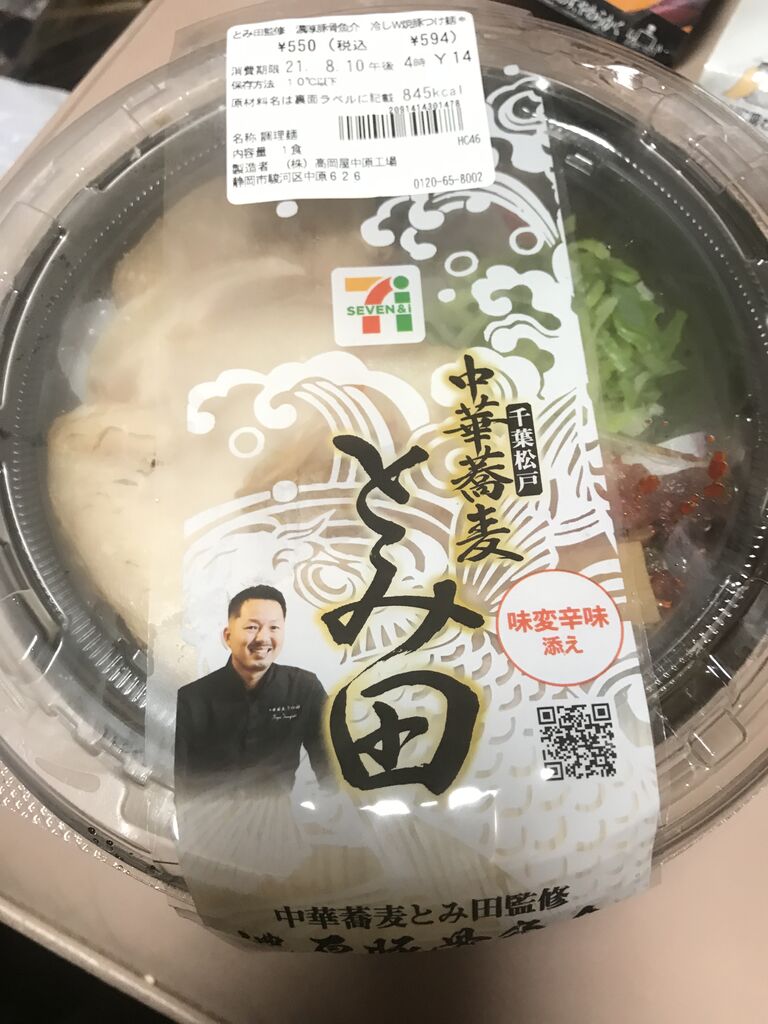 とみ田監修 濃厚豚骨魚介 冷しW焼豚つけ麺
¥550(税込 ¥594)
消費期限 21. 8.10午後 4時 Y14
保存方法 10℃以下
原材料名は裏面ラベルに記載 845kcal
2091414301478
HC46
名称 調理麺
内容量 1食
製造者 (株)高岡屋中原工場
静岡市駿河区中原626
0120-65-8002
SEVEN&i
千葉松戸
中華蕎麦
とみ田
味変辛味
添え
中華蕎麦とみ田監修